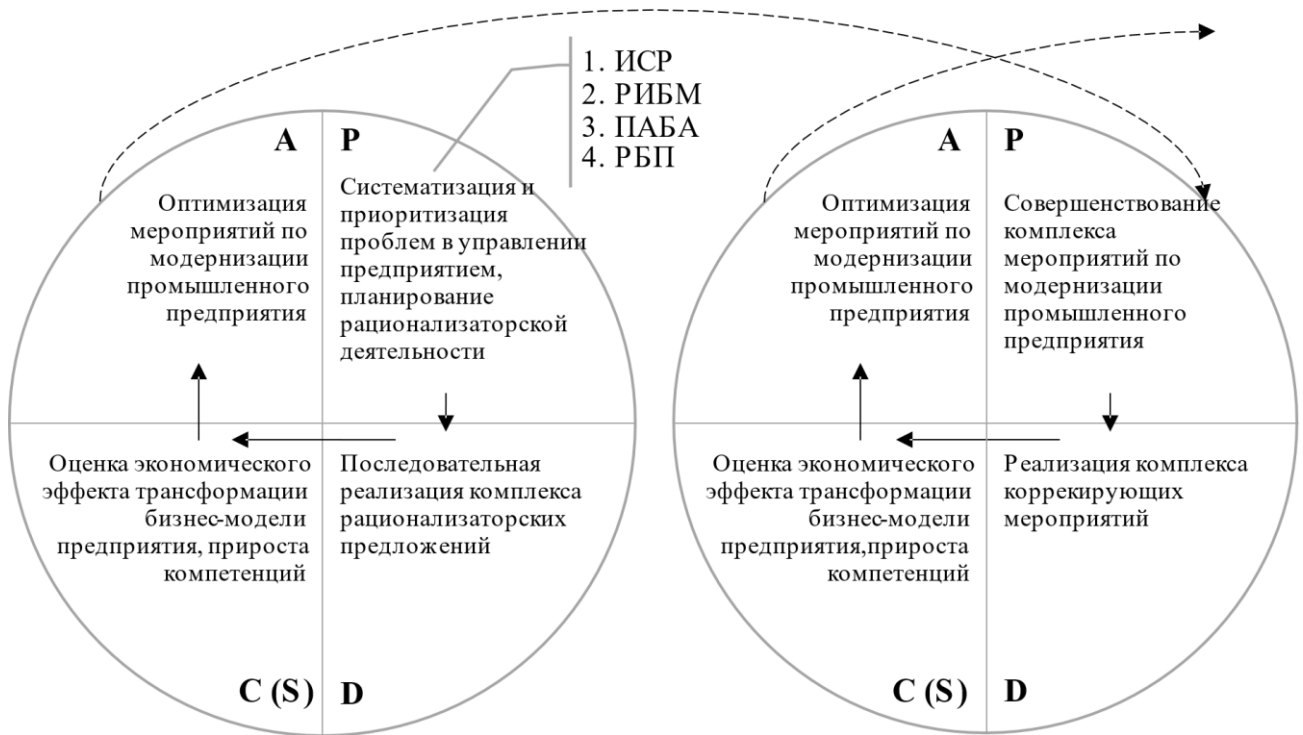 1. ИСР
2. РИБМ
3. ПАБА
4. РБП
A
P
Оптимизация
мероприятий по
модернизации
промышленного
предприятия
Систематизация и
приоритизация
проблем в управлении
предприятием,
планирование
рационализаторской
деятельности
Оценка экономического
эффекта трансформации
бизнес-модели
предприятия, прироста
компетенций
Последовательная
реализация комплекса
рационализаторских
предложений
C (S)
D
A
P
Оптимизация
мероприятий по
модернизации
промышленного
предприятия
Совершенствование
комплекса
мероприятий по
модернизации
промышленного
предприятия
Оценка экономического
эффекта трансформации
бизнес-модели
предприятия,прироста
компетенций
Реализация комплекса
коррекирующих
мероприятий
C (S)
D